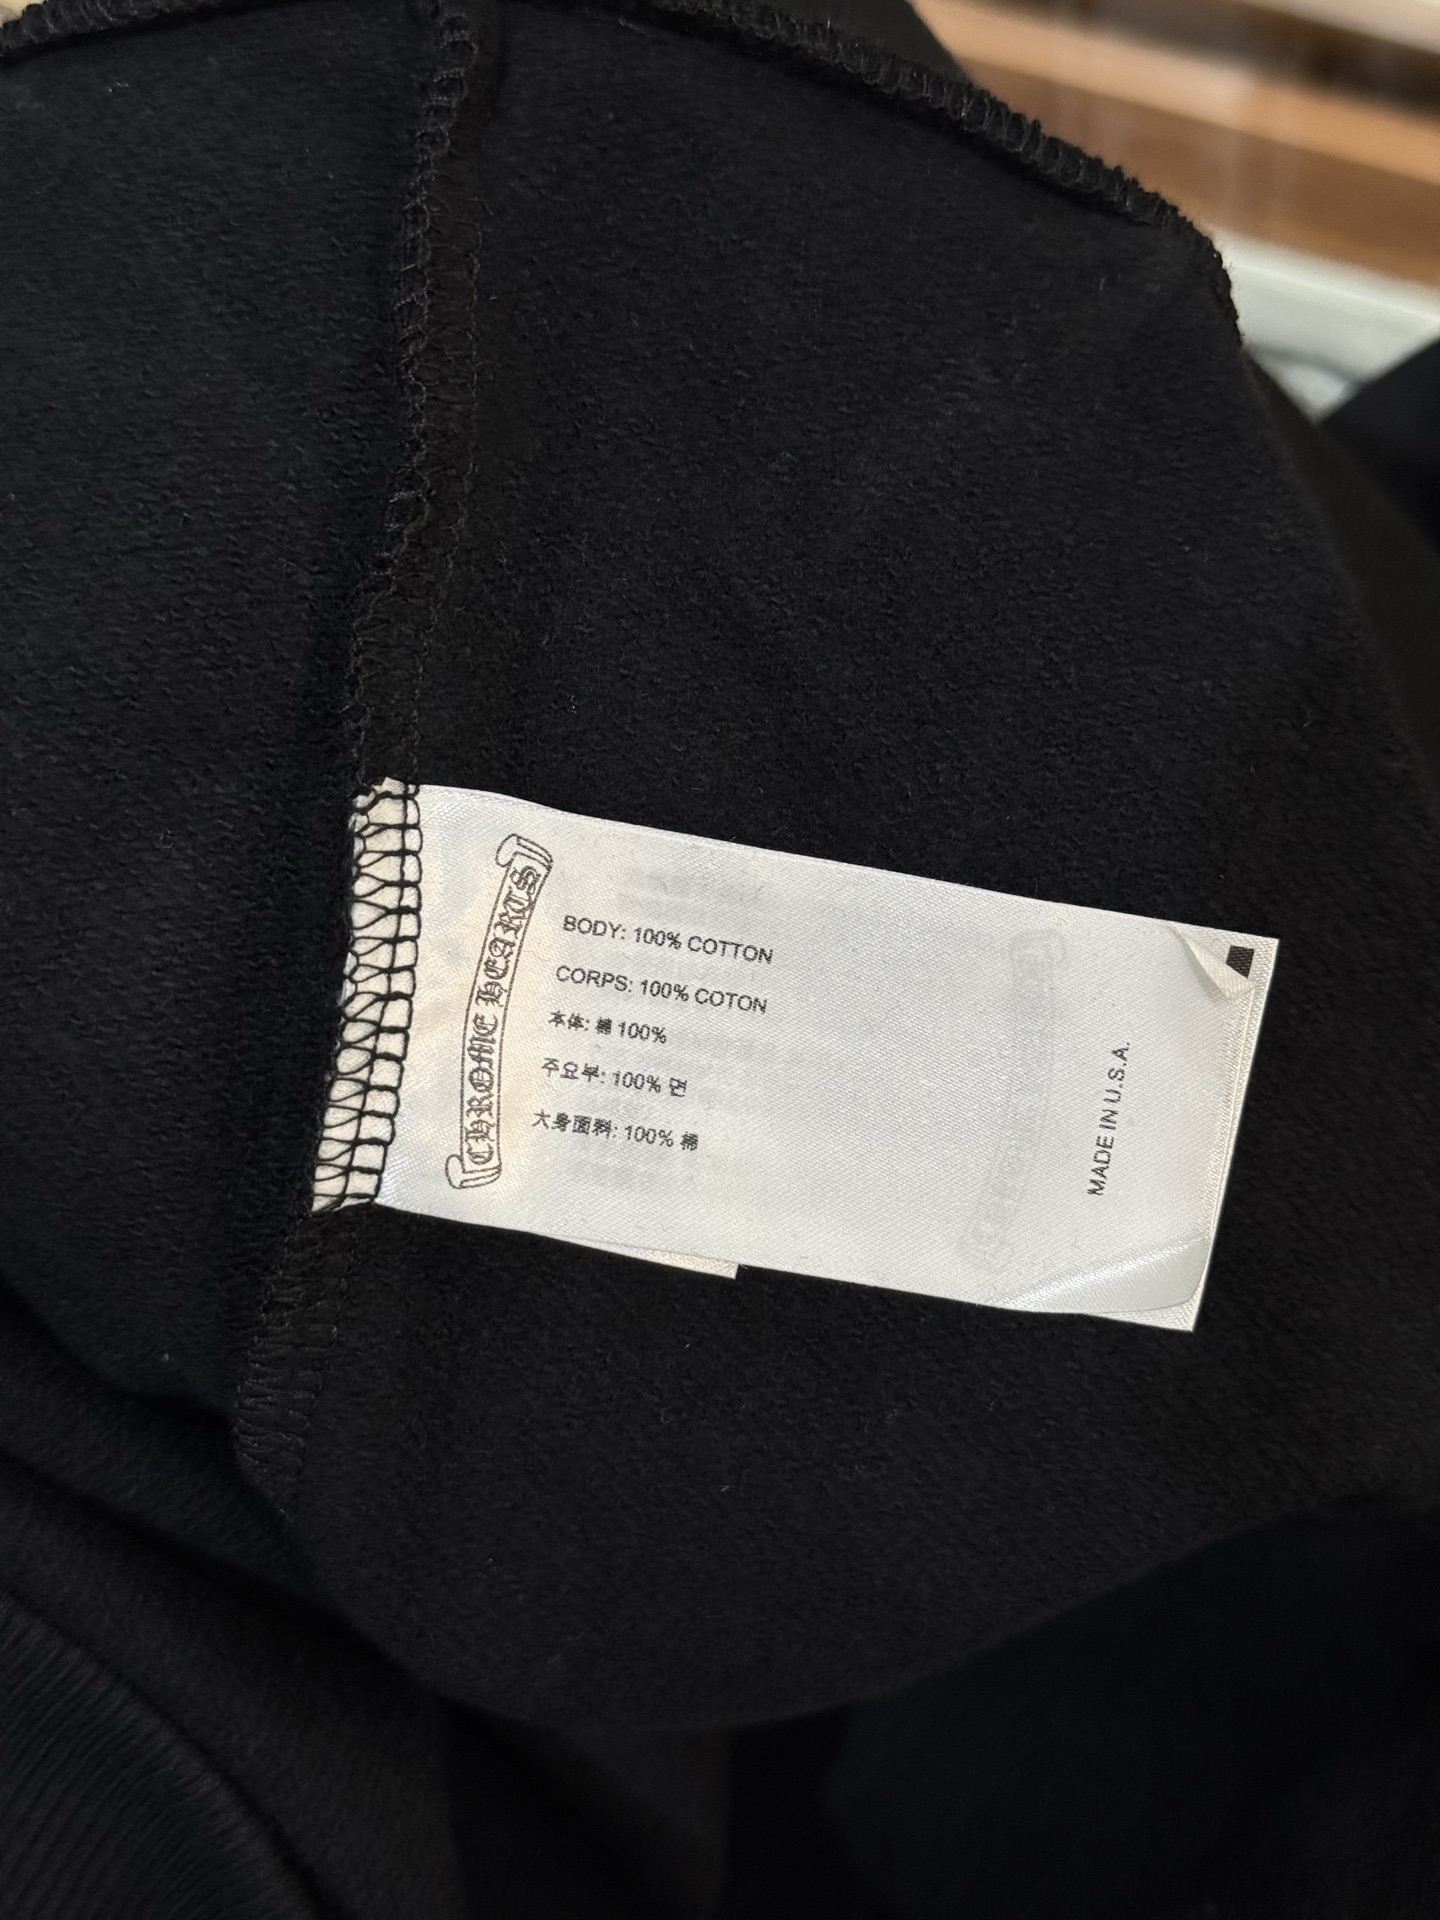 CHROME HEARTS
BODY: 100% COTTON
CORPS: 100% COTON
本体: 綿 100%
주요부: 100% 면
大身面料: 100% 棉
MADE IN U.S.A.